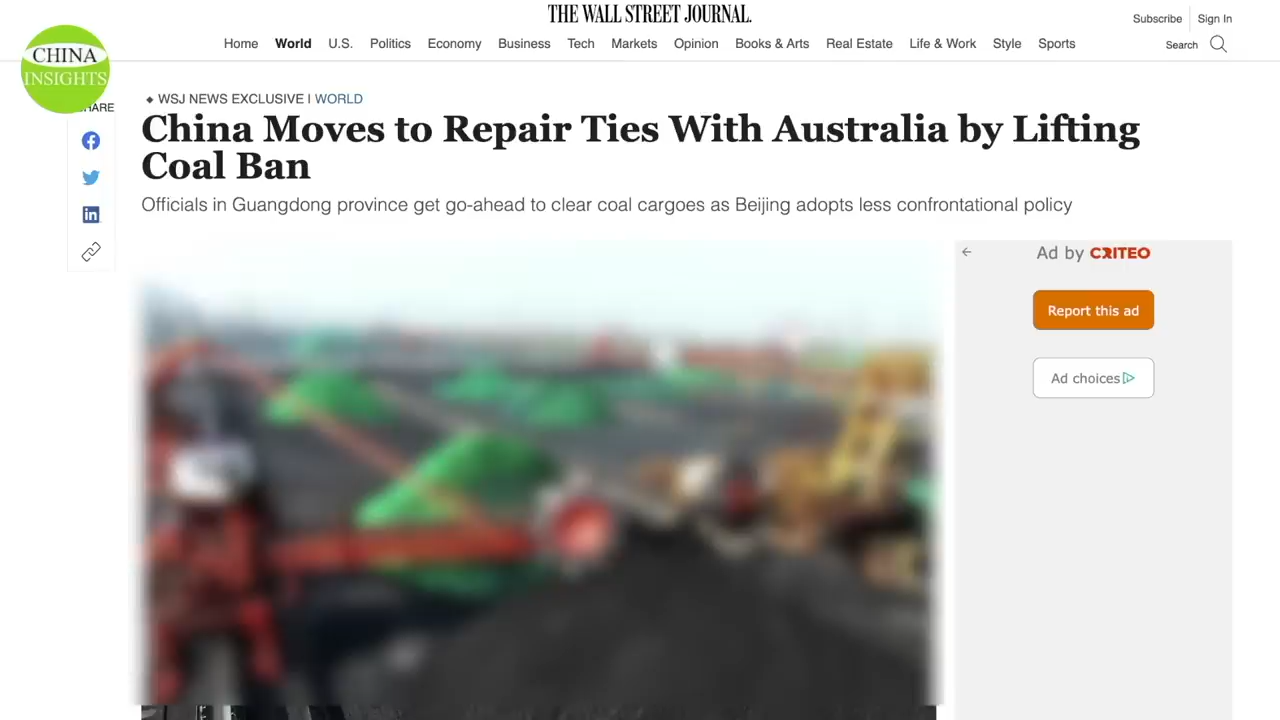 THE WALL STREET JOURNAL.
Subscribe Sign In
Home World U.S. Politics Economy Business Tech Markets Opinion Books & Arts Real Estate Life & Work Style Sports
Search
CHINA
INSIGHTS
HARE
◆ WSJ NEWS EXCLUSIVE | WORLD
China Moves to Repair Ties With Australia by Lifting
Coal Ban
Officials in Guangdong province get go-ahead to clear coal cargoes as Beijing adopts less confrontational policy
Ad by CRITEO
Report this ad
Ad choices